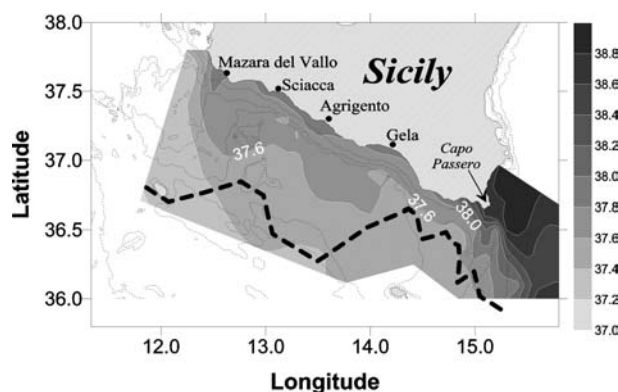 38.0
37.5
37.0
36.5
36.0
Latitude
Mazara del Vallo
Sciacca
Agrigento
Gela
Sicily
Capo
Passero
37.6
37.6
38.0
12.0 13.0 14.0 15.0
Longitude
38.8
38.6
38.4
38.2
38.0
37.8
37.6
37.4
37.2
37.0